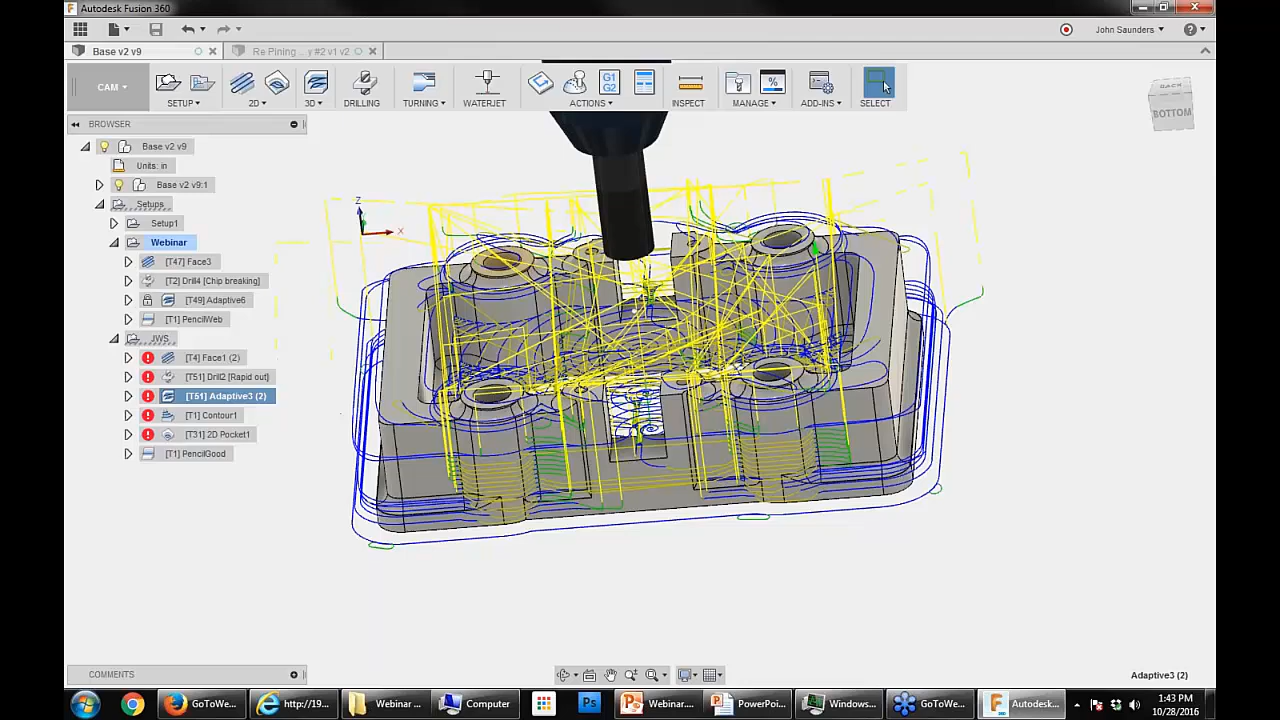 Autodesk Fusion 360
John Saunders
Base v2 v9
Re Pining ... y #2 v1 v2
CAM
SETUP
2D
3D
DRILLING
TURNING
WATERJET
G1
G2
ACTIONS
INSPECT
%
MANAGE
ADD-INS
SELECT
BACK
BOTTOM
BROWSER
Base v2 v9
Units: in
Base v2 v9:1
Setups
Setup1
Webinar
[T47] Face3
[T2] Drill4 [Chip breaking]
[T49] Adaptive6
[T1] PencilWeb
JWS
[T4] Face1 (2)
[T51] Drill2 [Rapid out]
[T51] Adaptive3 (2)
[T1] Contour1
[T31] 2D Pocket1
[T1] PencilGood
Z
X
COMMENTS
Adaptive3 (2)
GoToWe...
http://19...
Webinar ...
Computer
Ps
Webinar....
PowerPoi...
Windows...
GoToWe...
Autodesk...
1:43 PM
10/28/2016